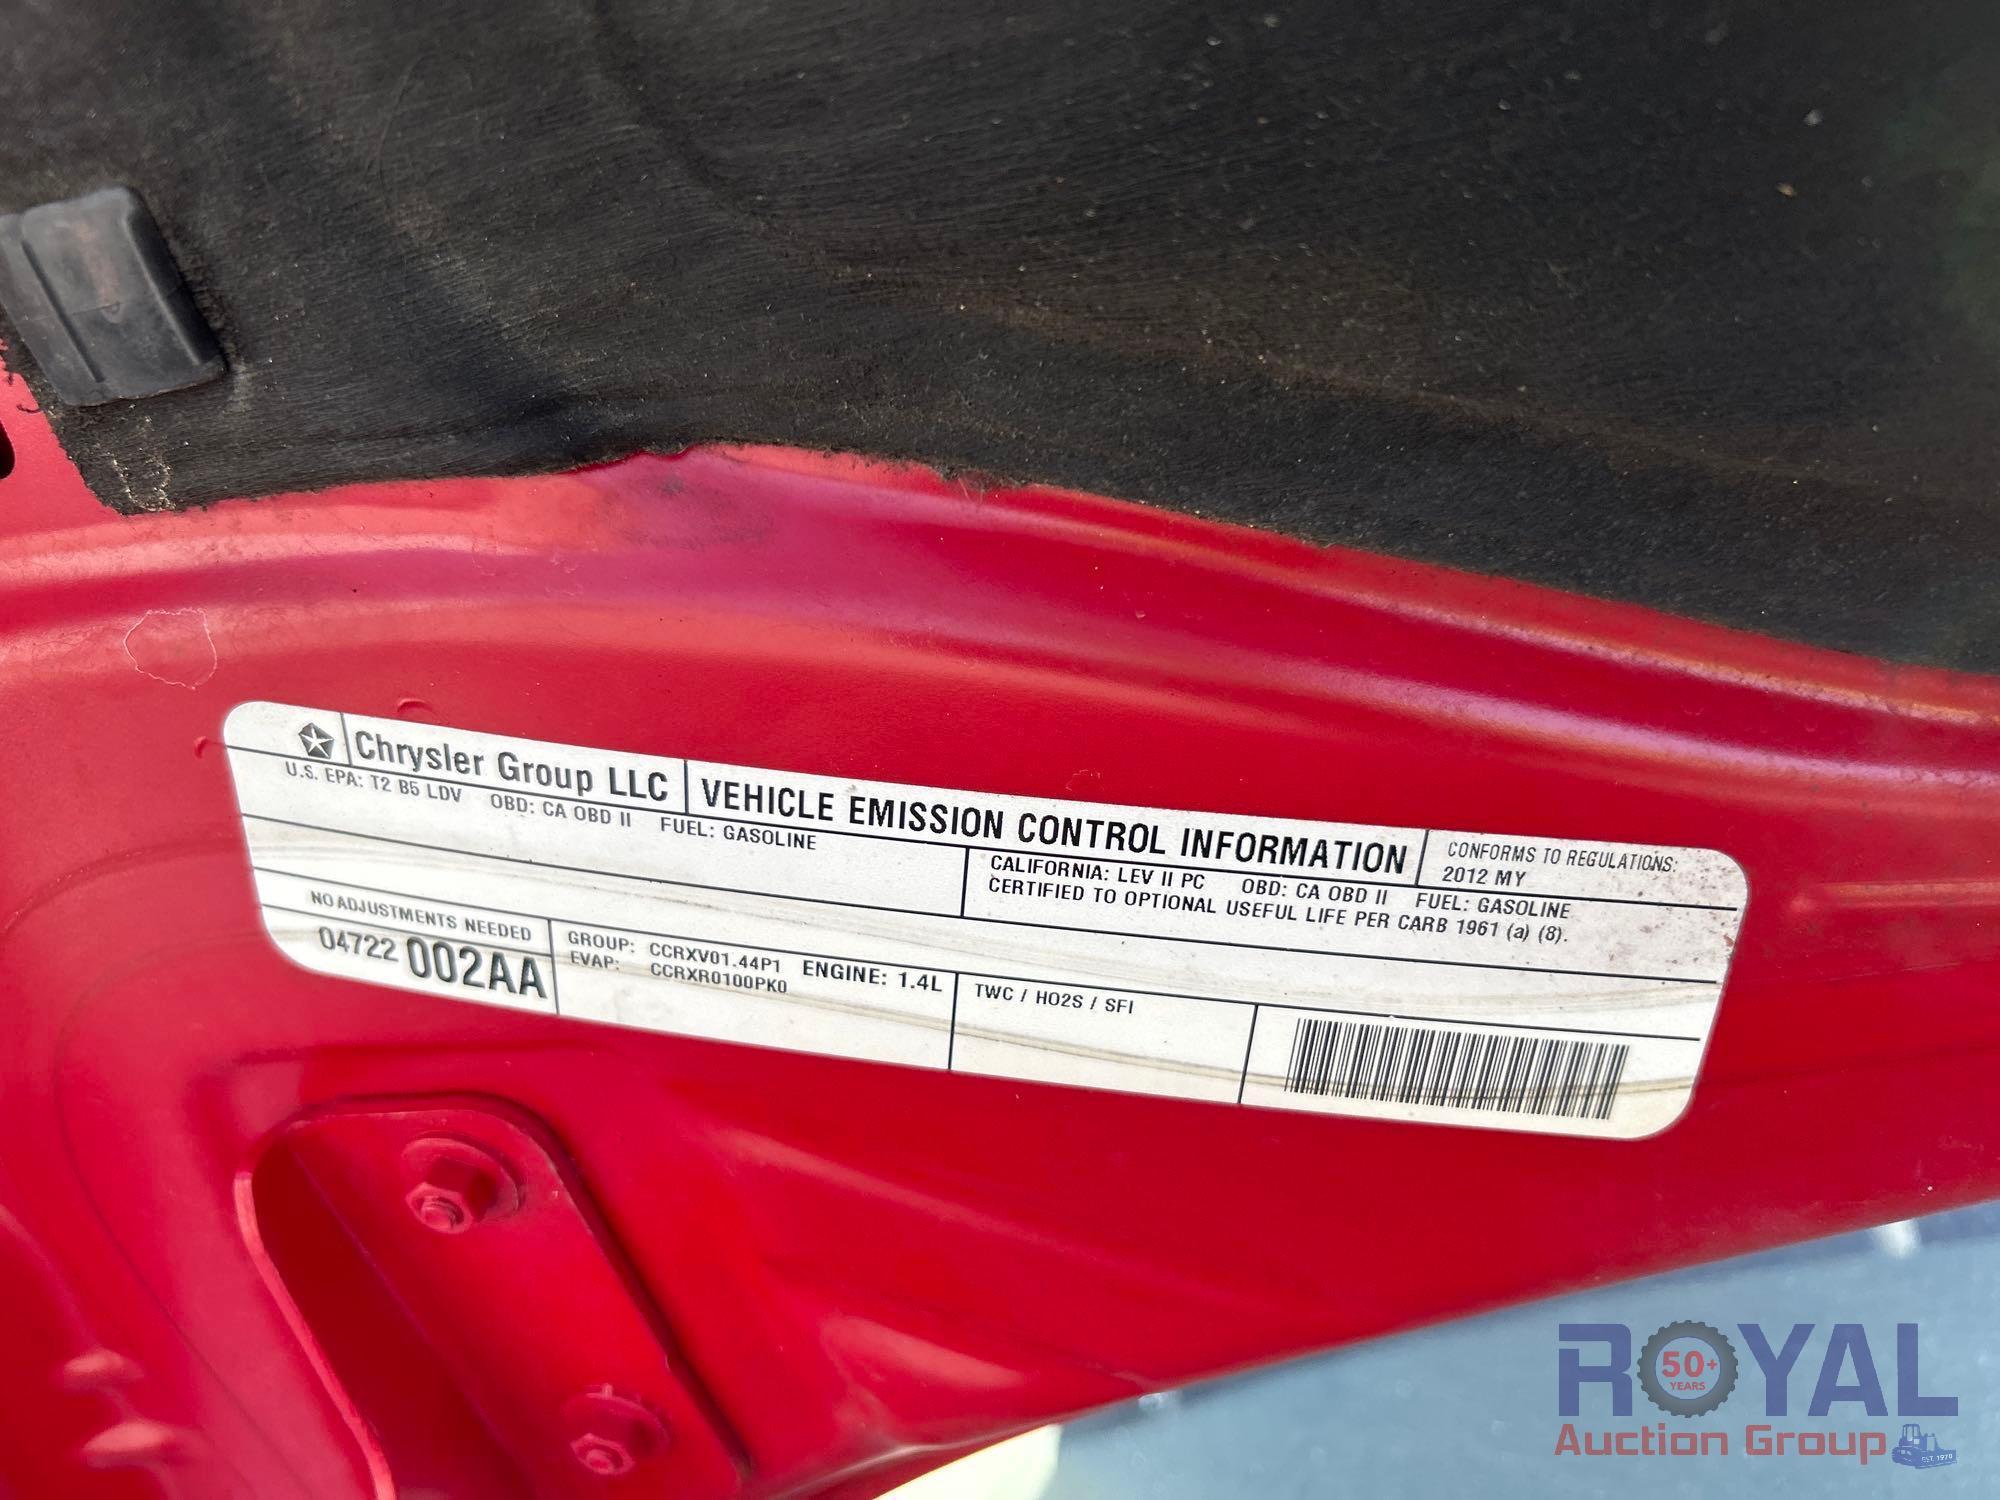 Chrysler Group LLC
VEHICLE EMISSION CONTROL INFORMATION
CONFORMS TO REGULATIONS:
2012 MY
U.S. EPA: T2 B5 LDV OBD: CA OBD II FUEL: GASOLINE
CALIFORNIA: LEV II PC OBD: CA OBD II FUEL: GASOLINE
CERTIFIED TO OPTIONAL USEFUL LIFE PER CARB 1961 (a) (8).
NO ADJUSTMENTS NEEDED
04722 002AA
GROUP: CCRXV01.44P1 ENGINE: 1.4L
EVAP: CCRXR0100PK0
TWC / HO2S / SFI
ROYAL
50+
YEARS
Auction Group
EST. 1970